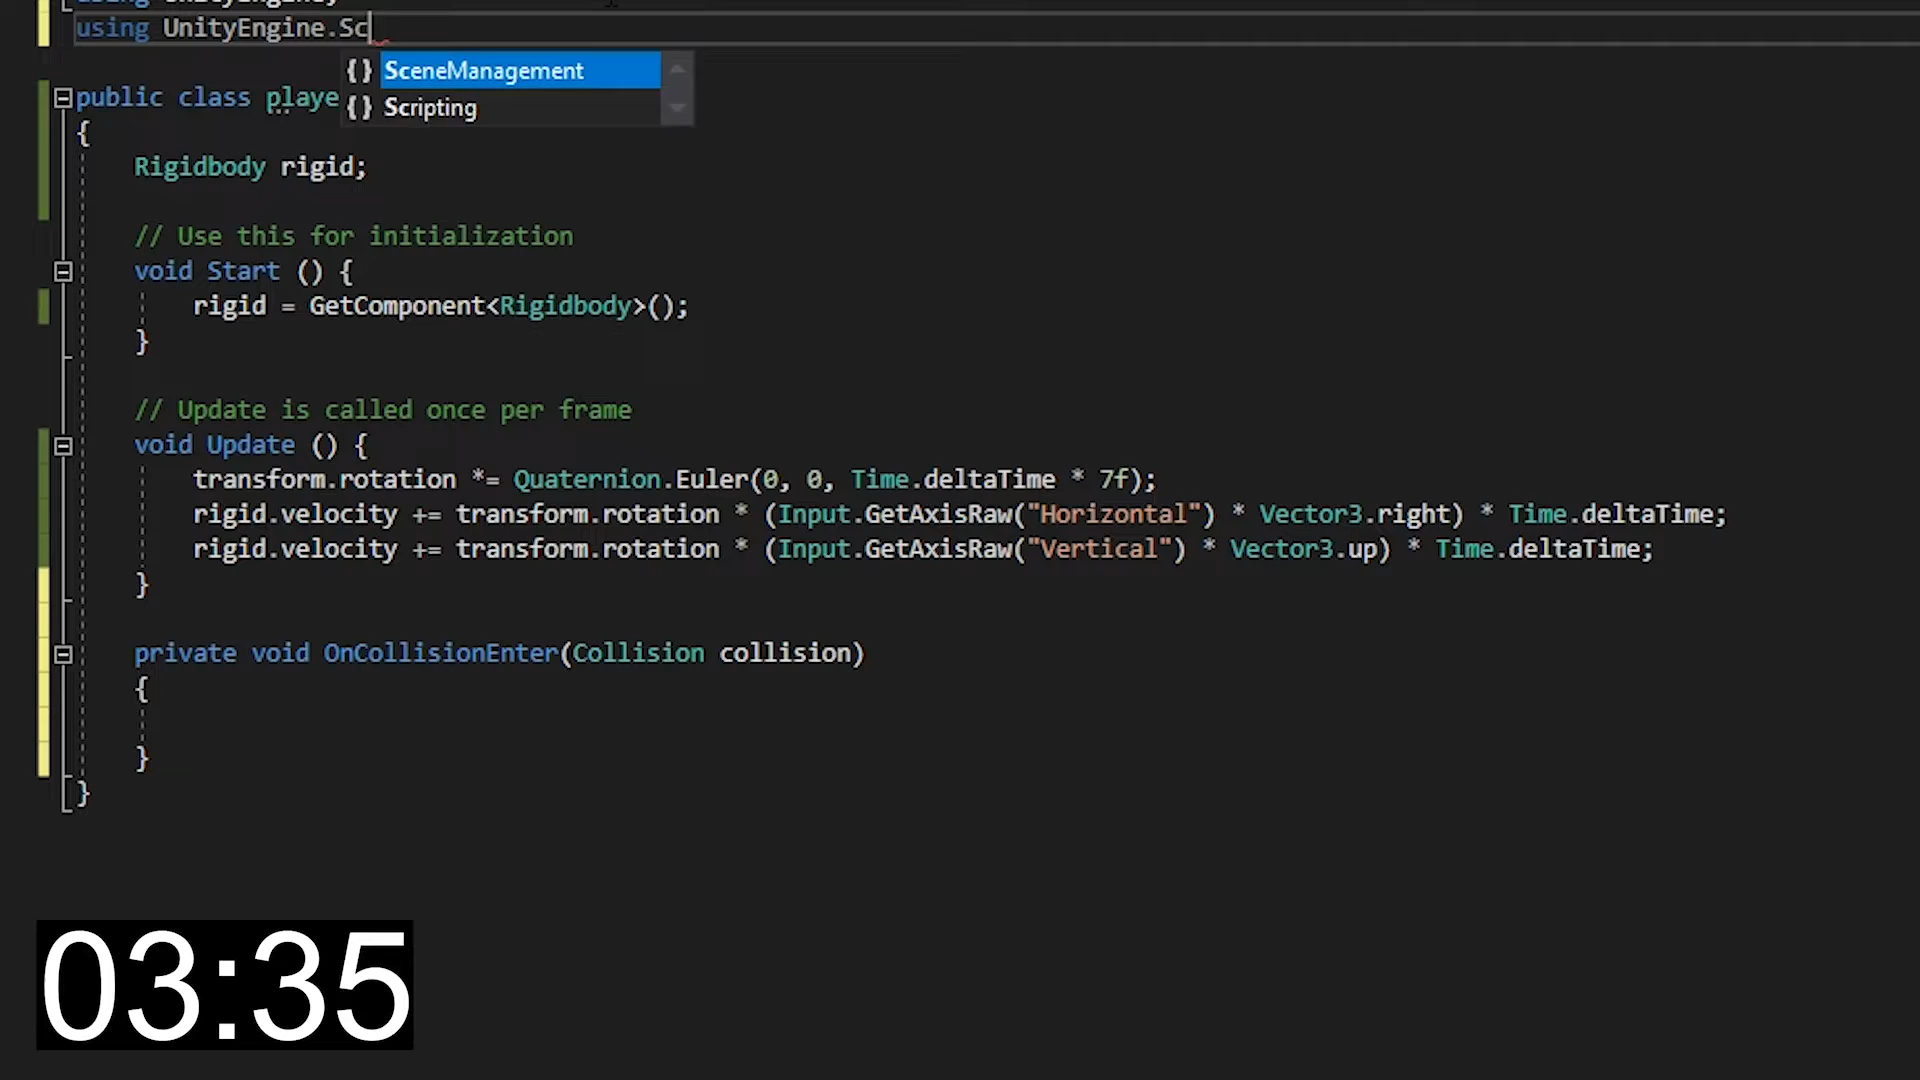 using UnityEngine;
using UnityEngine.Sc
{} SceneManagement
public class playe
{} Scripting
{
Rigidbody rigid;
// Use this for initialization
void Start () {
rigid = GetComponent<Rigidbody>();
}
// Update is called once per frame
void Update () {
transform.rotation *= Quaternion.Euler(0, 0, Time.deltaTime * 7f);
rigid.velocity += transform.rotation * (Input.GetAxisRaw("Horizontal") * Vector3.right) * Time.deltaTime;
rigid.velocity += transform.rotation * (Input.GetAxisRaw("Vertical") * Vector3.up) * Time.deltaTime;
}
private void OnCollisionEnter(Collision collision)
{
}
}
03:35